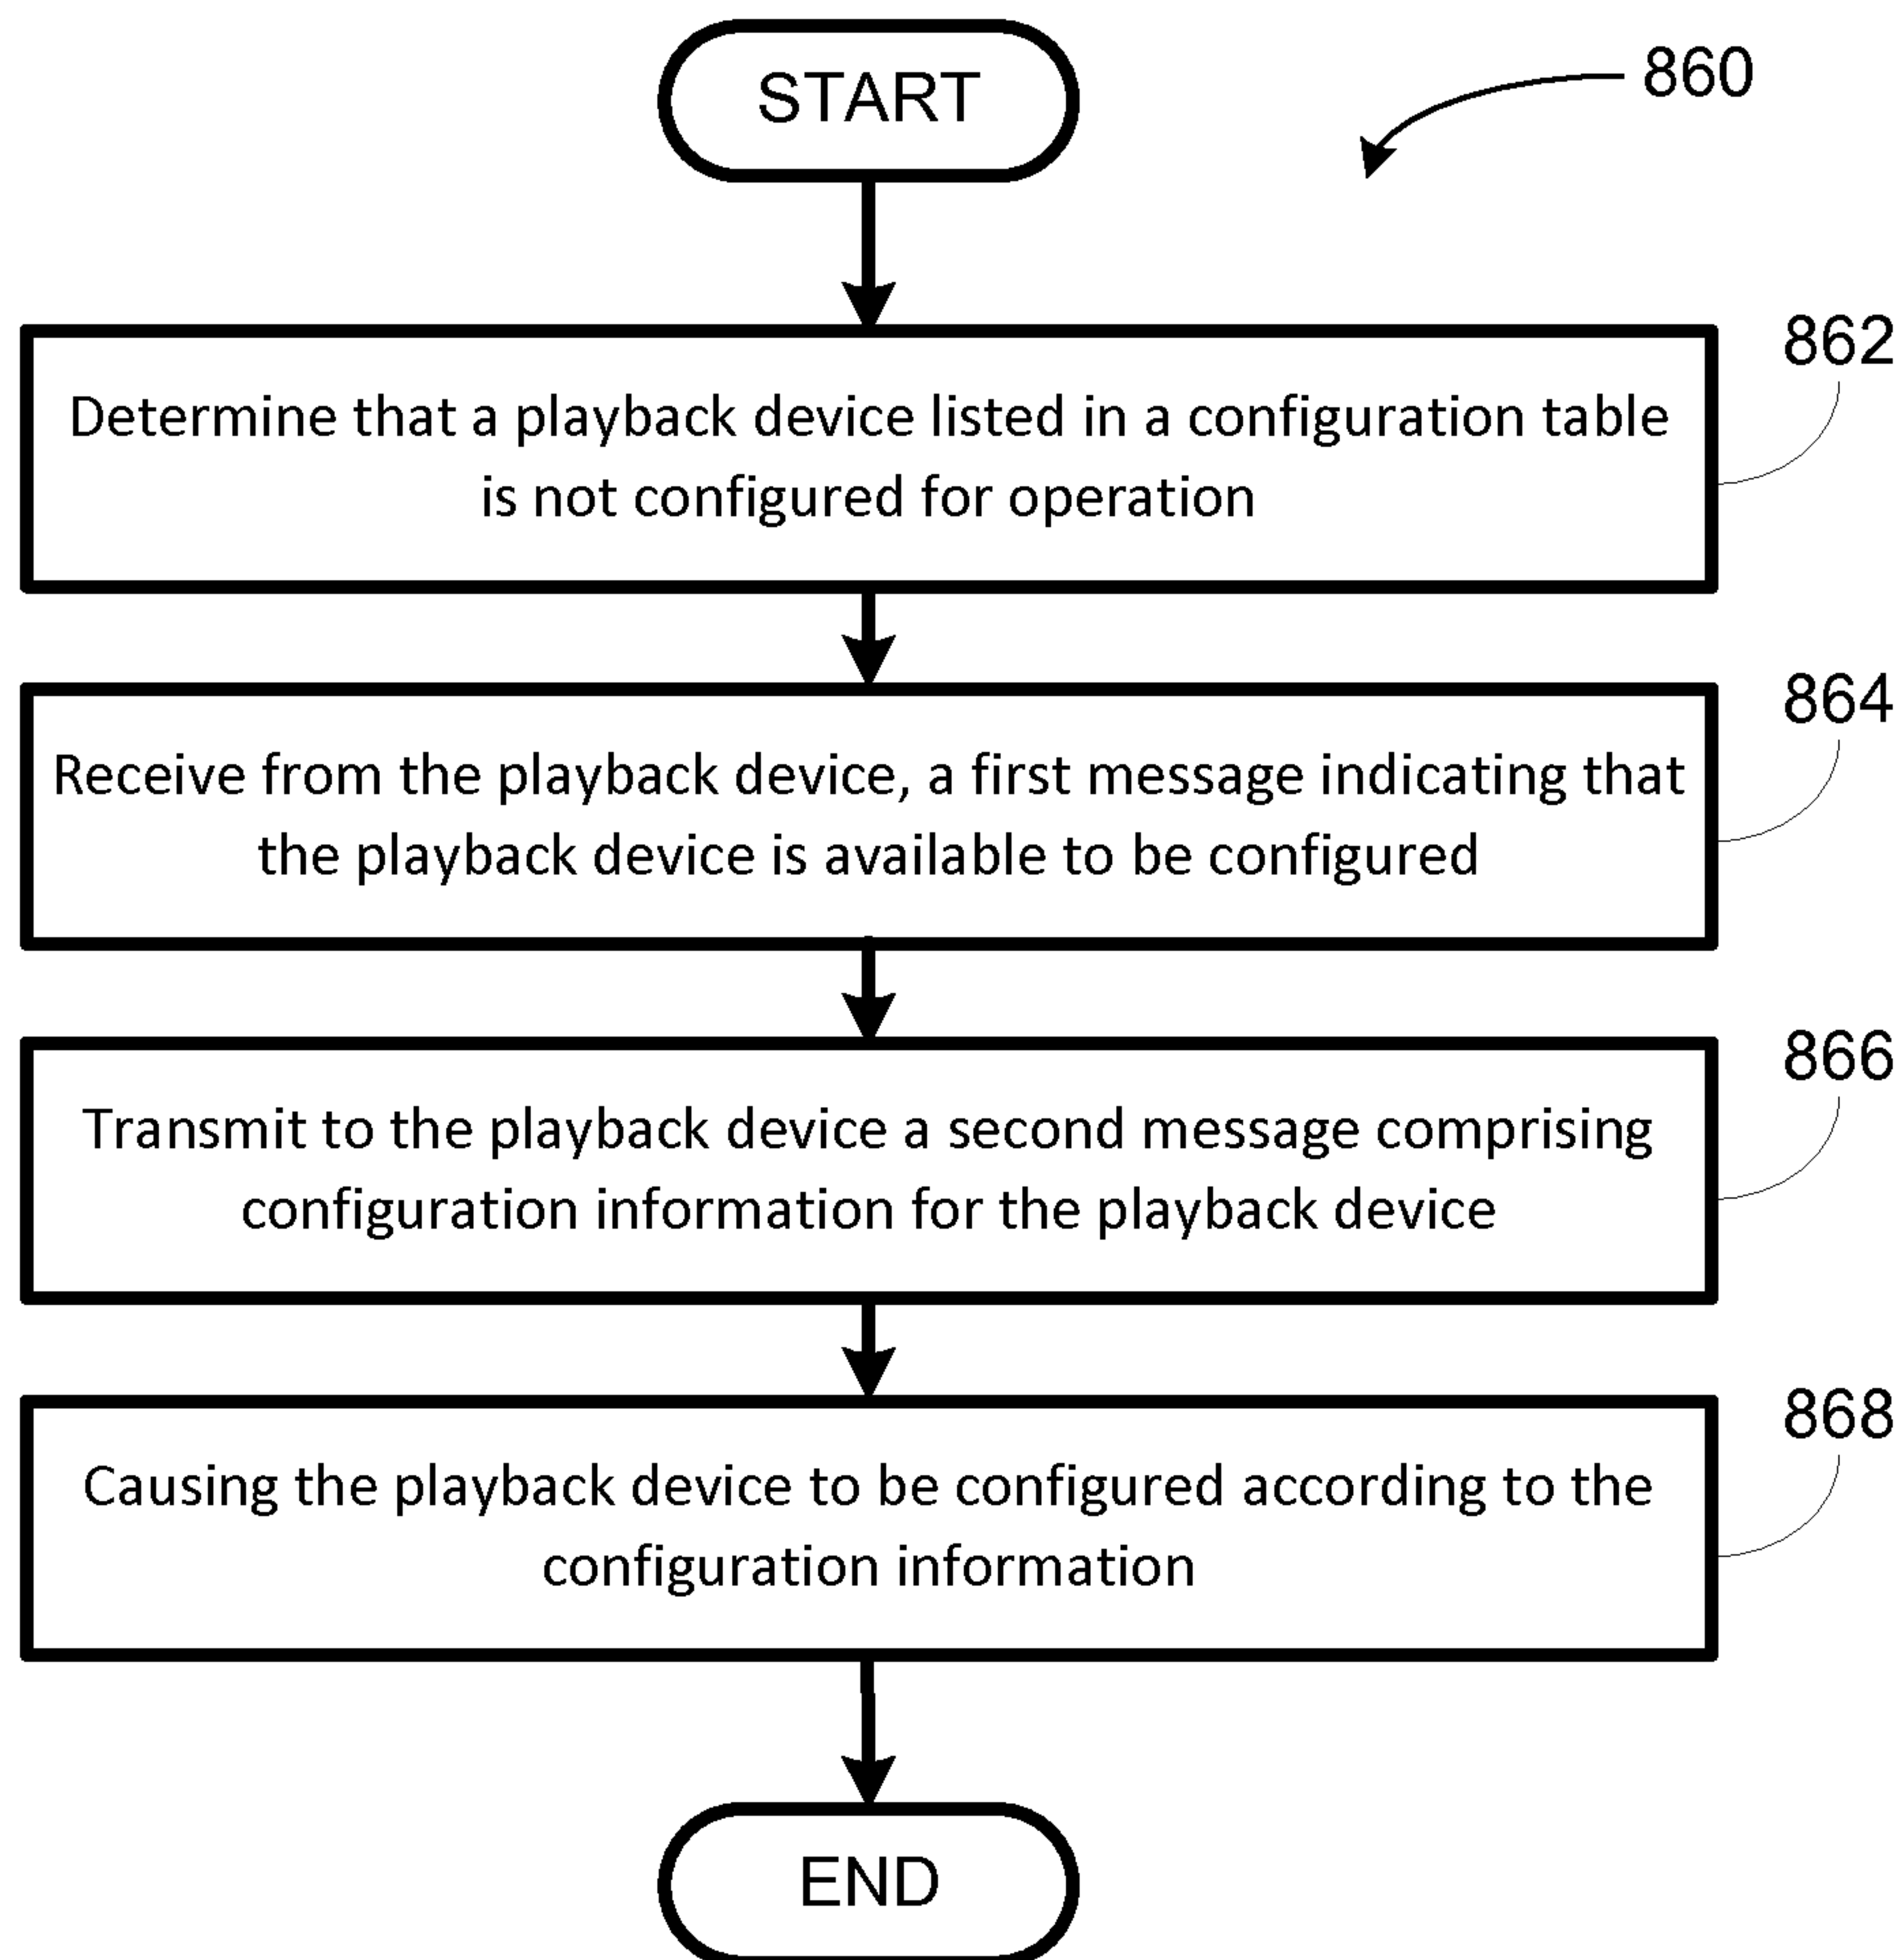 START
860
862
Determine that a playback device listed in a configuration table
is not configured for operation
864
Receive from the playback device, a first message indicating that
the playback device is available to be configured
866
Transmit to the playback device a second message comprising
configuration information for the playback device
868
Causing the playback device to be configured according to the
configuration information
END